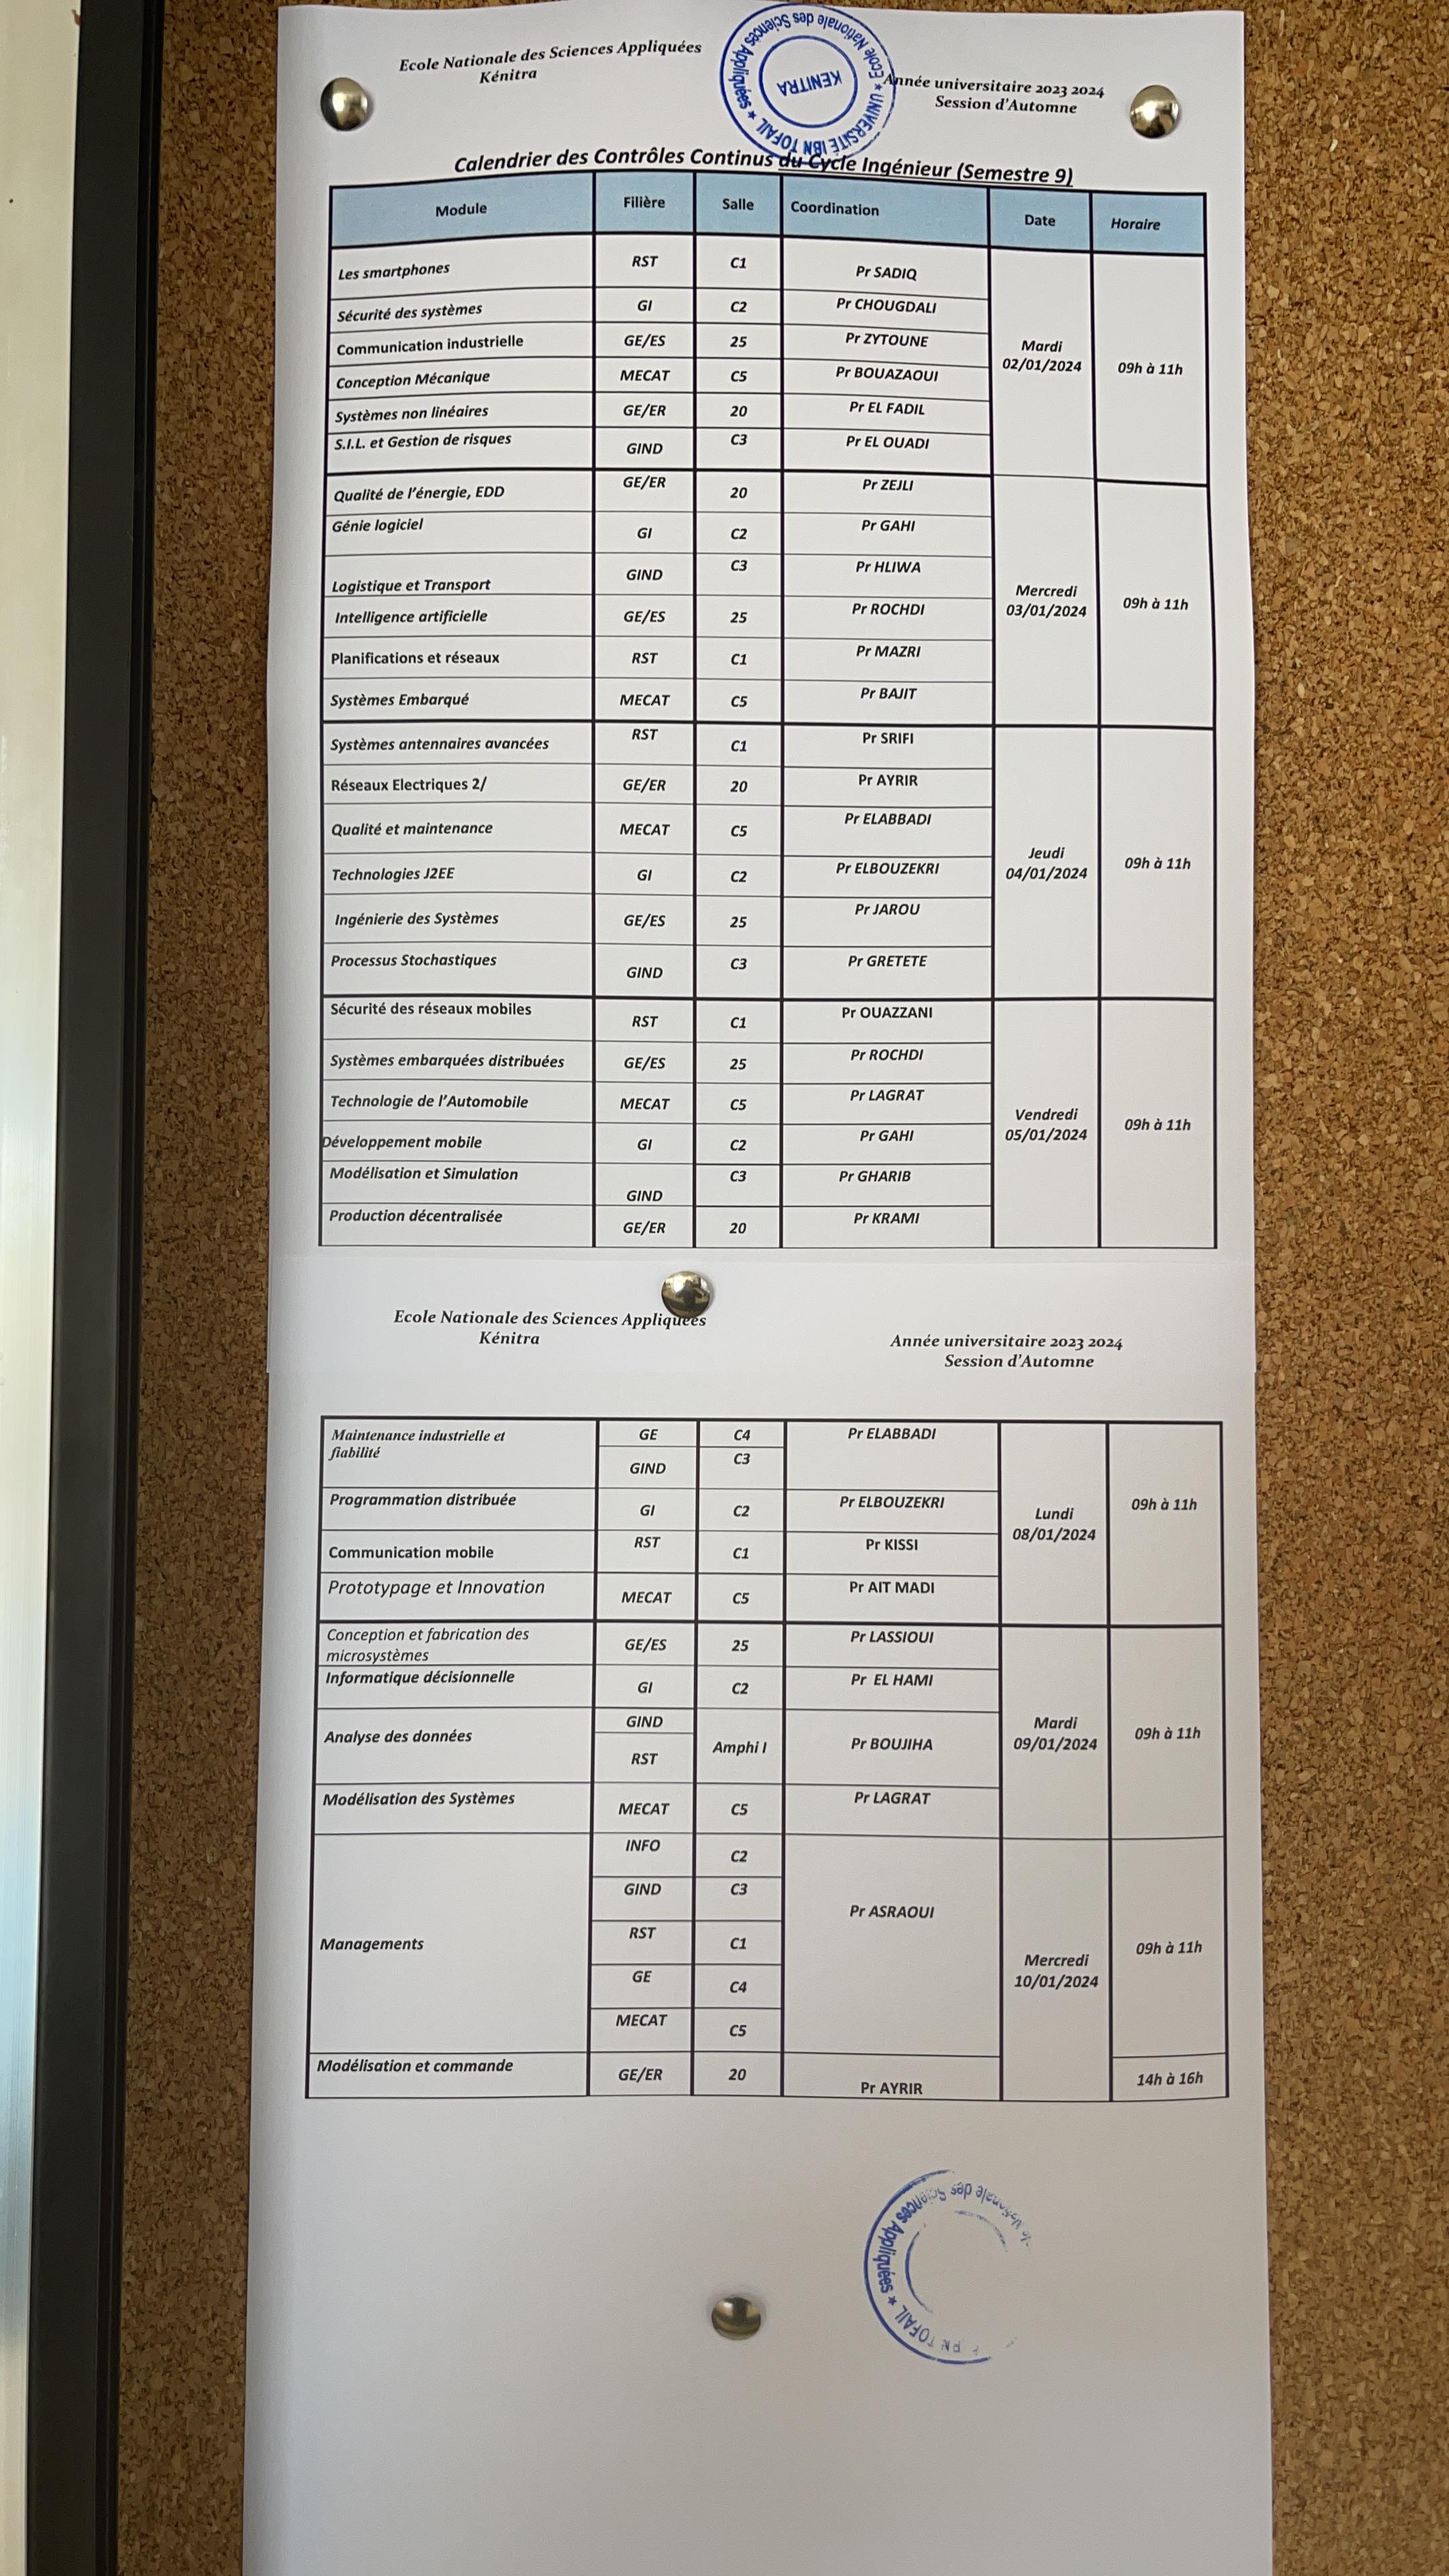 Ecole Nationale des Sciences Appliquées
Kénitra
Ecole Nationale des Sciences Appliquées ★ UNIVERSITE IBN TOFAIL ★
KENITRA
Année universitaire 2023 2024
Session d'Automne
Calendrier des Contrôles Continus du Cycle Ingénieur (Semestre 9)
Module Filière Salle Coordination Date Horaire
Les smartphones RST C1 Pr SADIQ
Sécurité des systèmes GI C2 Pr CHOUGDALI
Communication industrielle GE/ES 25 Pr ZYTOUNE
Mardi
02/01/2024 09h à 11h
Conception Mécanique MECAT C5 Pr BOUAZAOUI
Systèmes non linéaires GE/ER 20 Pr EL FADIL
S.I.L. et Gestion de risques GIND C3 Pr EL OUADI
Qualité de l'énergie, EDD GE/ER 20 Pr ZEJLI
Génie logiciel GI C2 Pr GAHI
Logistique et Transport GIND C3 Pr HLIWA
Mercredi
03/01/2024 09h à 11h
Intelligence artificielle GE/ES 25 Pr ROCHDI
Planifications et réseaux RST C1 Pr MAZRI
Systèmes Embarqué MECAT C5 Pr BAJIT
Systèmes antennaires avancées RST C1 Pr SRIFI
Réseaux Electriques 2/ GE/ER 20 Pr AYRIR
Qualité et maintenance MECAT C5 Pr ELABBADI
Jeudi
04/01/2024 09h à 11h
Technologies J2EE GI C2 Pr ELBOUZEKRI
Ingénierie des Systèmes GE/ES 25 Pr JAROU
Processus Stochastiques GIND C3 Pr GRETETE
Sécurité des réseaux mobiles RST C1 Pr OUAZZANI
Systèmes embarquées distribuées GE/ES 25 Pr ROCHDI
Technologie de l'Automobile MECAT C5 Pr LAGRAT
Vendredi
05/01/2024 09h à 11h
Développement mobile GI C2 Pr GAHI
Modélisation et Simulation GIND C3 Pr GHARIB
Production décentralisée GE/ER 20 Pr KRAMI
Ecole Nationale des Sciences Appliquées
Kénitra
Année universitaire 2023 2024
Session d'Automne
Maintenance industrielle et
fiabilité
GE C4 Pr ELABBADI
GIND C3
Programmation distribuée GI C2 Pr ELBOUZEKRI
Lundi
08/01/2024 09h à 11h
Communication mobile RST C1 Pr KISSI
Prototypage et Innovation MECAT C5 Pr AIT MADI
Conception et fabrication des
microsystèmes
GE/ES 25 Pr LASSIOUI
Informatique décisionnelle GI C2 Pr EL HAMI
Mardi
09/01/2024 09h à 11h
Analyse des données GIND
RST
Amphi I Pr BOUJIHA
Modélisation des Systèmes MECAT C5 Pr LAGRAT
Managements
INFO C2
GIND C3
Pr ASRAOUI
RST C1
GE C4
MECAT C5
Mercredi
10/01/2024 09h à 11h
Modélisation et commande GE/ER 20 Pr AYRIR 14h à 16h
Nationale des Sciences Appliquées ★ TOFAIL